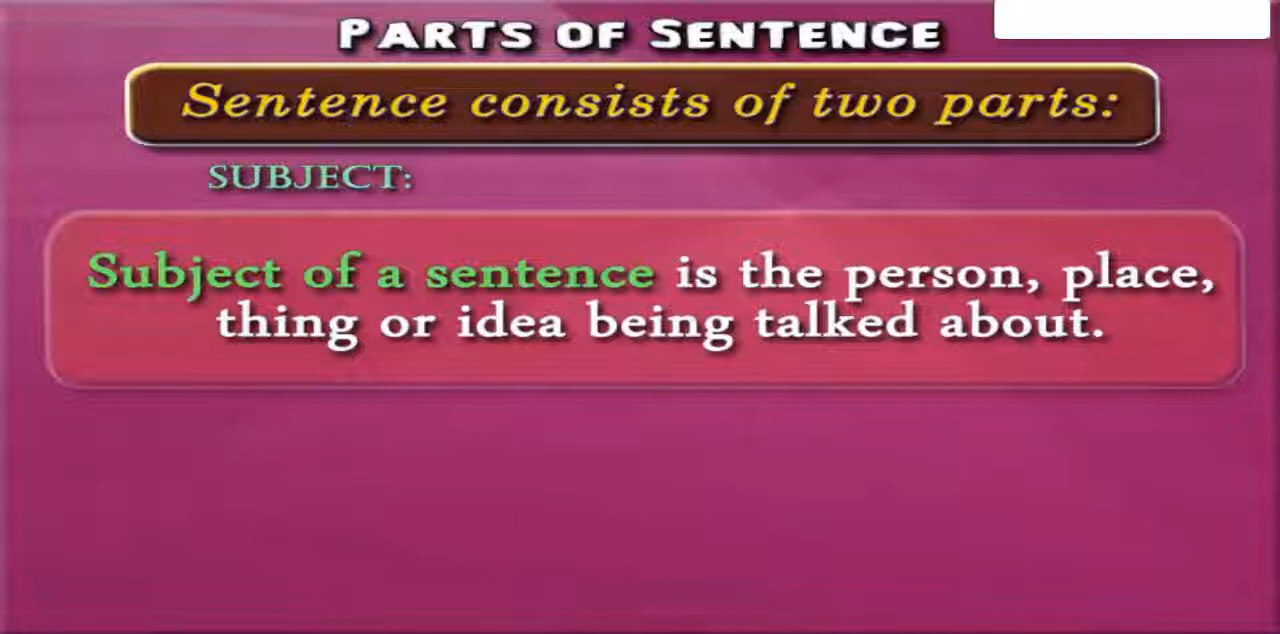 PARTS OF SENTENCE
Sentence consists of two parts:
SUBJECT:
Subject of a sentence is the person, place,
thing or idea being talked about.